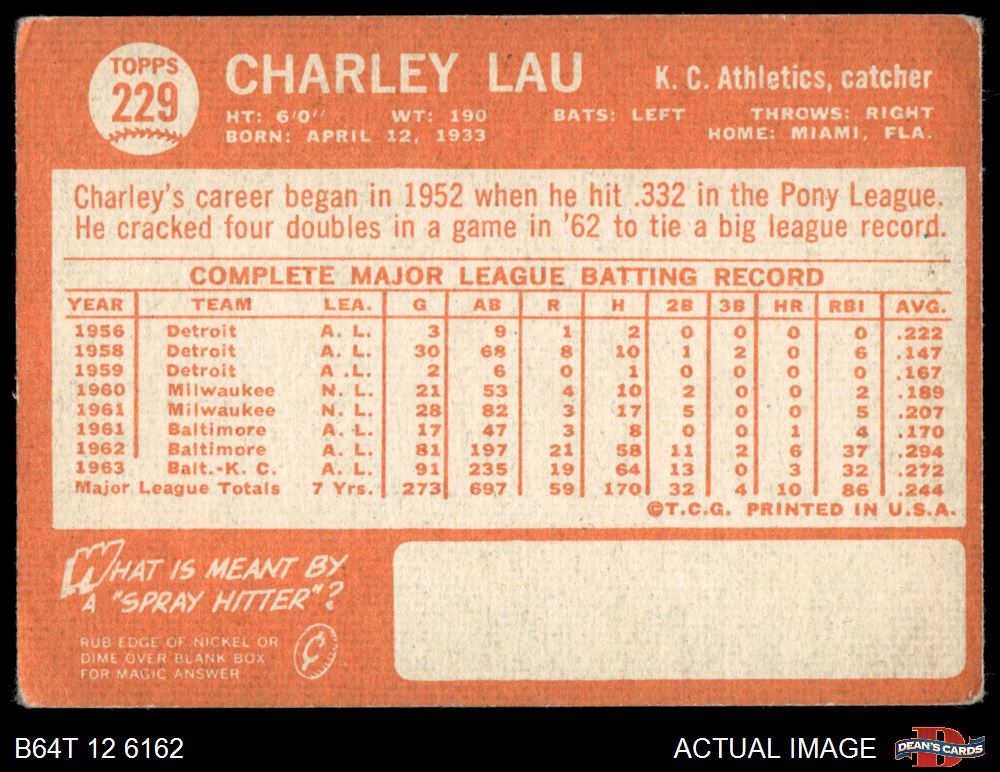 TOPPS
229
CHARLEY LAU
K. C. Athletics, catcher
HT: 6'0" WT: 190 BATS: LEFT THROWS: RIGHT
BORN: APRIL 12, 1933 HOME: MIAMI, FLA.
Charley's career began in 1952 when he hit .332 in the Pony League.
He cracked four doubles in a game in '62 to tie a big league record.
COMPLETE MAJOR LEAGUE BATTING RECORD
YEAR TEAM LEA. G AB R H 2B 3B HR RBI AVG.
1956 Detroit A. L. 3 9 1 2 0 0 0 0 .222
1958 Detroit A. L. 30 68 8 10 1 2 0 6 .147
1959 Detroit A .L. 2 6 0 1 0 0 0 0 .167
1960 Milwaukee N. L. 21 53 4 10 2 0 0 2 .189
1961 Milwaukee N. L. 28 82 3 17 5 0 0 5 .207
1961 Baltimore A. L. 17 47 3 8 0 0 1 4 .170
1962 Baltimore A. L. 81 197 21 58 11 2 6 37 .294
1963 Balt.-K. C. A. L. 91 235 19 64 13 0 3 32 .272
Major League Totals 7 Yrs. 273 697 59 170 32 4 10 86 .244
©T.C.G. PRINTED IN U.S.A.
WHAT IS MEANT BY
A "SPRAY HITTER"?
RUB EDGE OF NICKEL OR
DIME OVER BLANK BOX
FOR MAGIC ANSWER
B64T 12 6162
ACTUAL IMAGE
DEAN'S CARDS